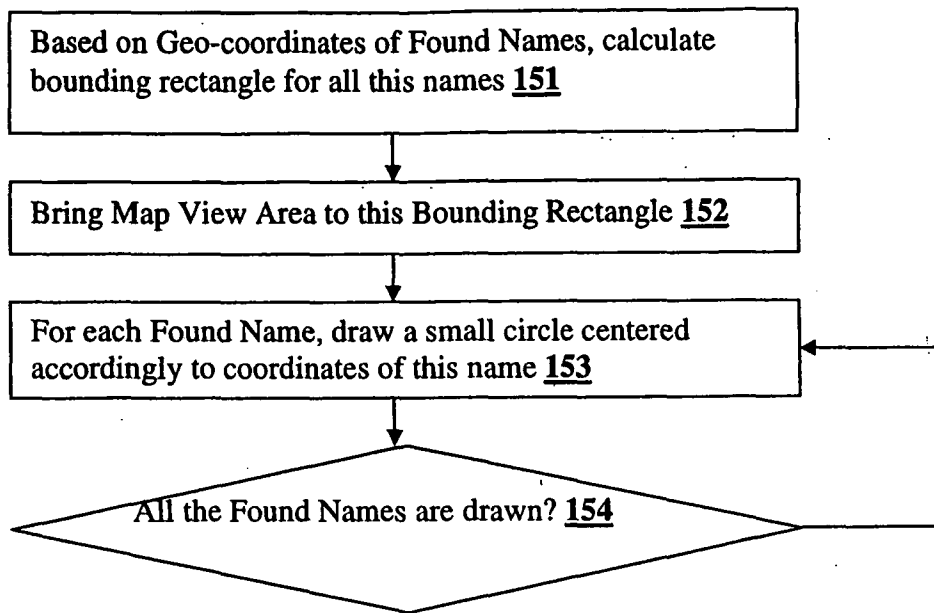 Based on Geo-coordinates of Found Names, calculate
bounding rectangle for all this names 151
Bring Map View Area to this Bounding Rectangle 152
For each Found Name, draw a small circle centered
accordingly to coordinates of this name 153
All the Found Names are drawn? 154